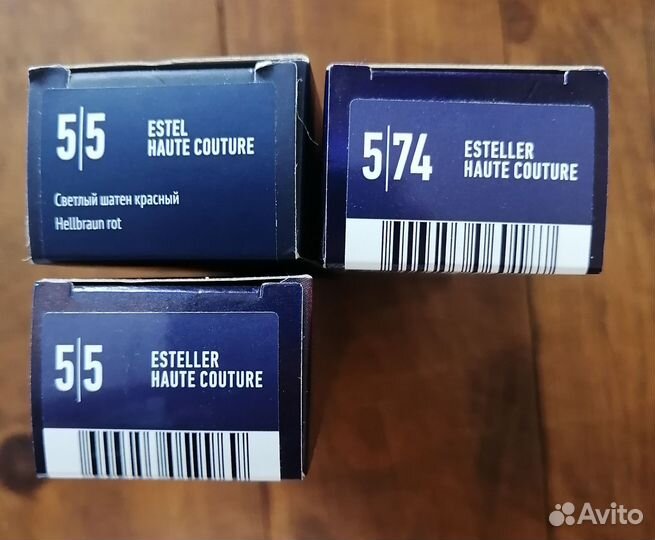 5|5
ESTEL
HAUTE COUTURE
Светлый шатен красный
Hellbraun rot
5|74
ESTELLER
HAUTE COUTURE
5|5
ESTELLER
HAUTE COUTURE
Avito